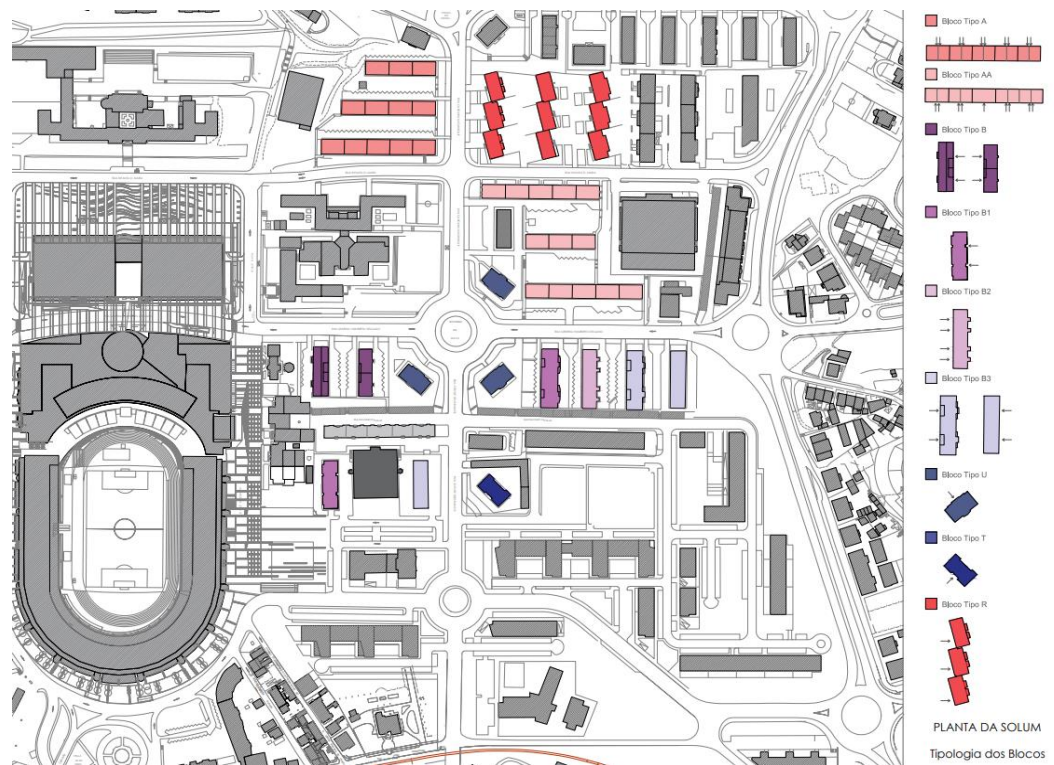 Bloco Tipo A
Bloco Tipo AA
Bloco Tipo B
Bloco Tipo B1
Bloco Tipo B2
Bloco Tipo B3
Bloco Tipo U
Bloco Tipo T
Bloco Tipo R
PLANTA DA SOLUM
Tipologia dos Blocos